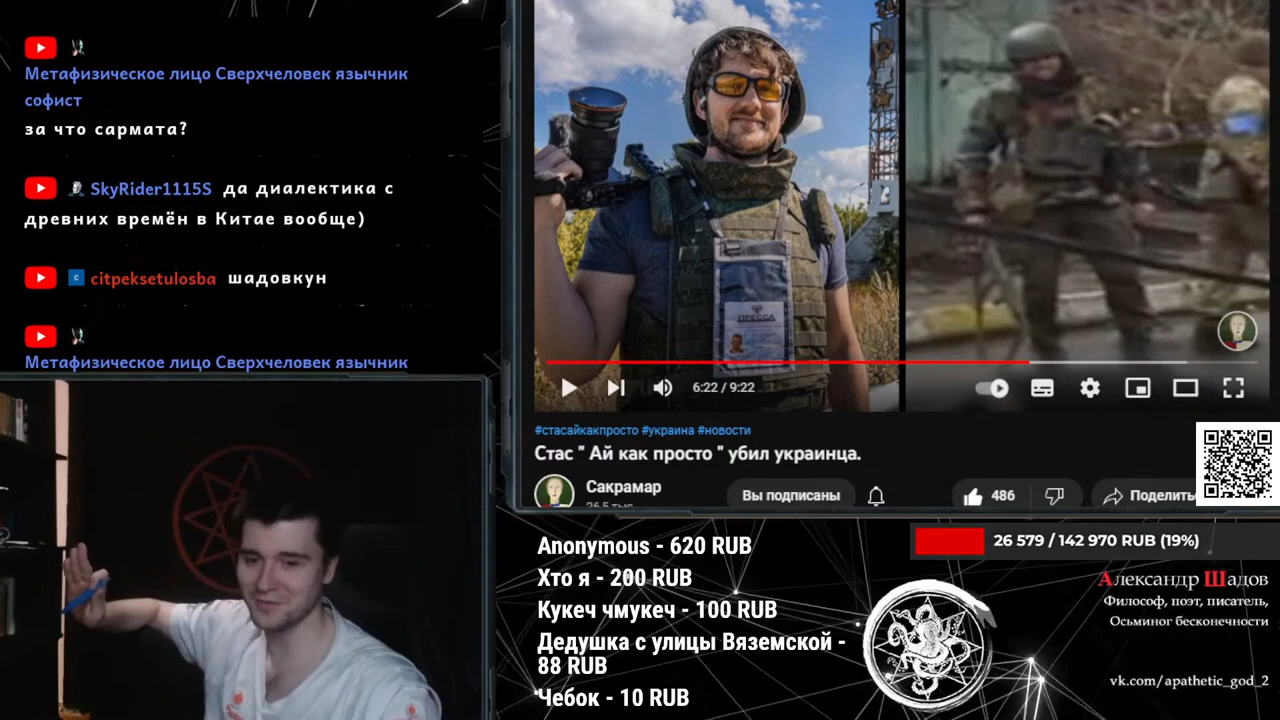 Метафизическое лицо Сверхчеловек язычник
софист
за что сармата?
SkyRider1115S да диалектика с
древних времён в Китае вообще)
citpeksetulosba шадовкун
Метафизическое лицо Сверхчеловек язычник
ПРЕССА
6:22 / 9:22
#стасайкакпросто #украина #новости
Стас " Ай как просто " убил украинца.
Сакрамар
Вы подписаны
486
Поделить
26 579 / 142 970 RUB (19%)
Anonymous - 620 RUB
Хто я - 200 RUB
Кукеч чмукеч - 100 RUB
Дедушка с улицы Вяземской -
88 RUB
Чебок - 10 RUB
Александр Шадов
Философ, поэт, писатель,
Осьминог бесконечности
vk.com/apathetic_god_2